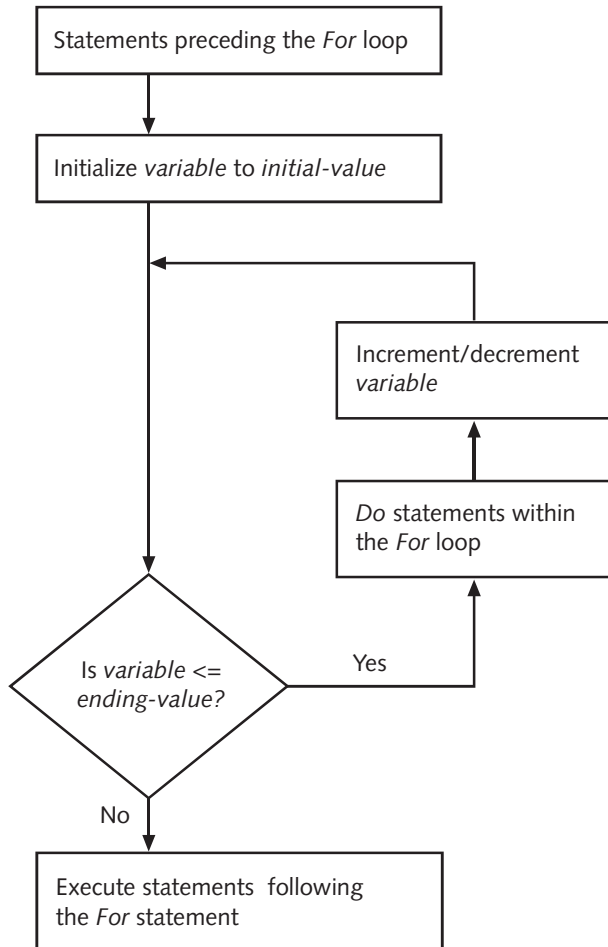 Statements preceding the For loop
Initialize variable to initial-value
Increment/decrement
variable
Do statements within
the For loop
Is variable <=
ending-value?
Yes
No
Execute statements following
the For statement